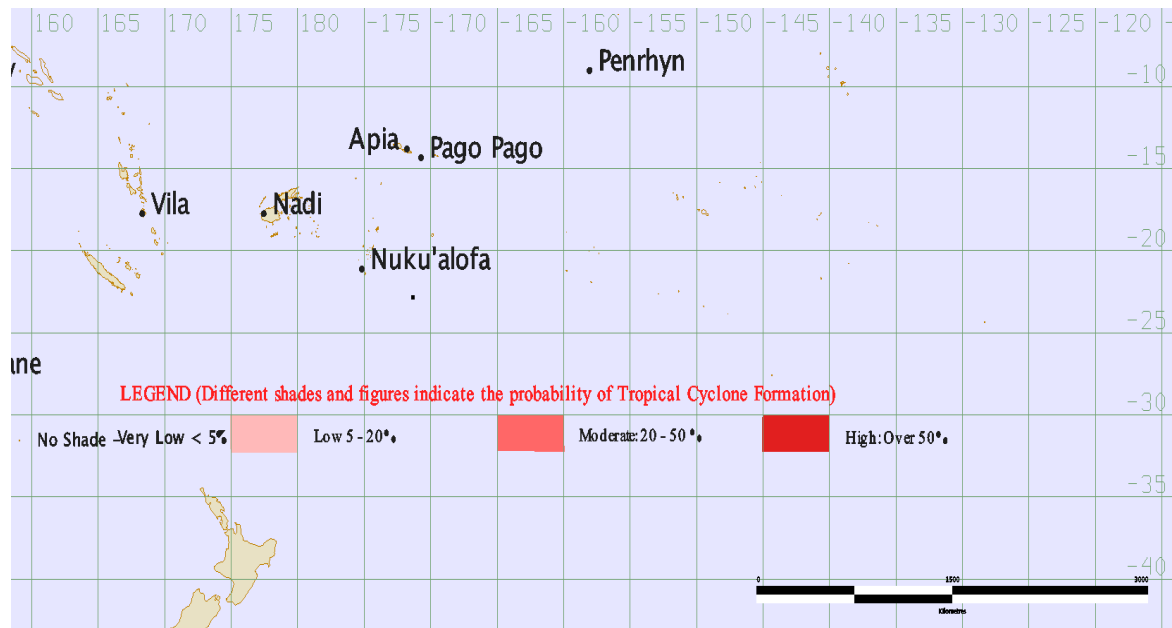 160 165 170 175 180 -175 -170 -160 -155 -150 -145 -140 -135 -130 -125 -120
Penrhyn
-10
Apia
Pago Pago
-15
Vila
Nadi
-20
Nuku'alofa
-25
ane
LEGEND (Different shades and figures indicate the probability of Tropical Cyclone Formation)
-30
No Shade –Very Low < 5%
Low 5 - 20%
Moderate: 20 - 50%
High: Over 50%
-35
-40
0 1500 3000
Kilometres